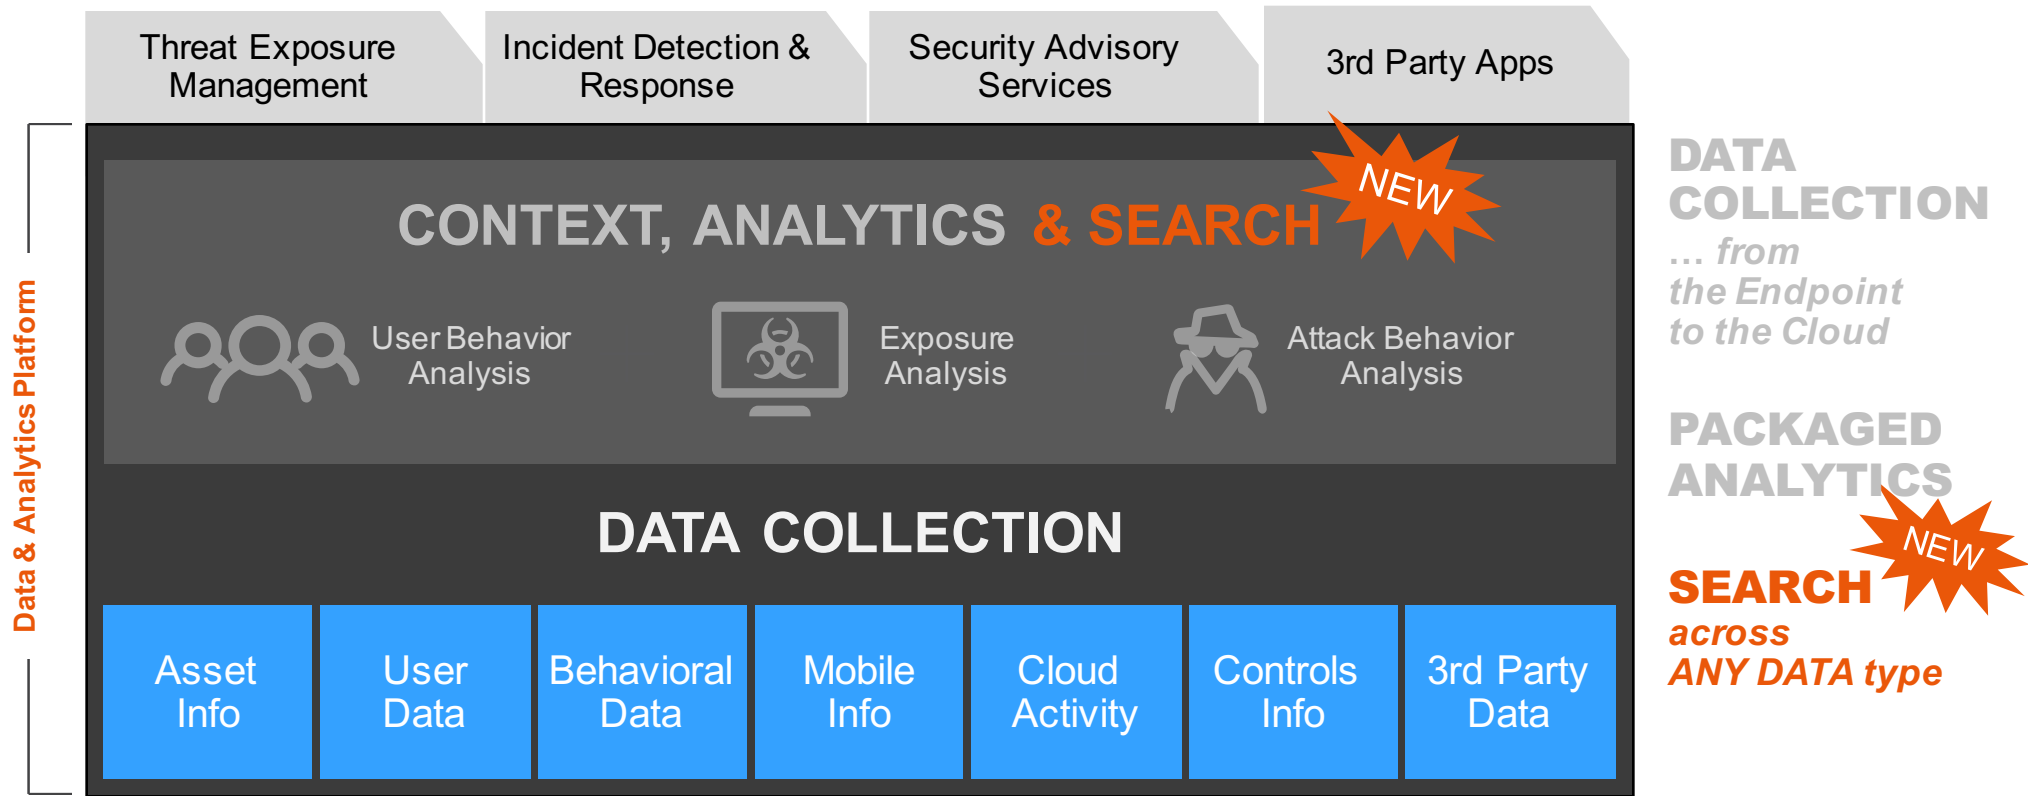 Threat Exposure
Management
Incident Detection &
Response
Security Advisory
Services
3rd Party Apps
Data & Analytics Platform
CONTEXT, ANALYTICS & SEARCH
NEW
User Behavior
Analysis
Exposure
Analysis
Attack Behavior
Analysis
DATA COLLECTION
Asset
Info
User
Data
Behavioral
Data
Mobile
Info
Cloud
Activity
Controls
Info
3rd Party
Data
DATA
COLLECTION
... from
the Endpoint
to the Cloud
PACKAGED
ANALYTICS
NEW
SEARCH
across
ANY DATA type